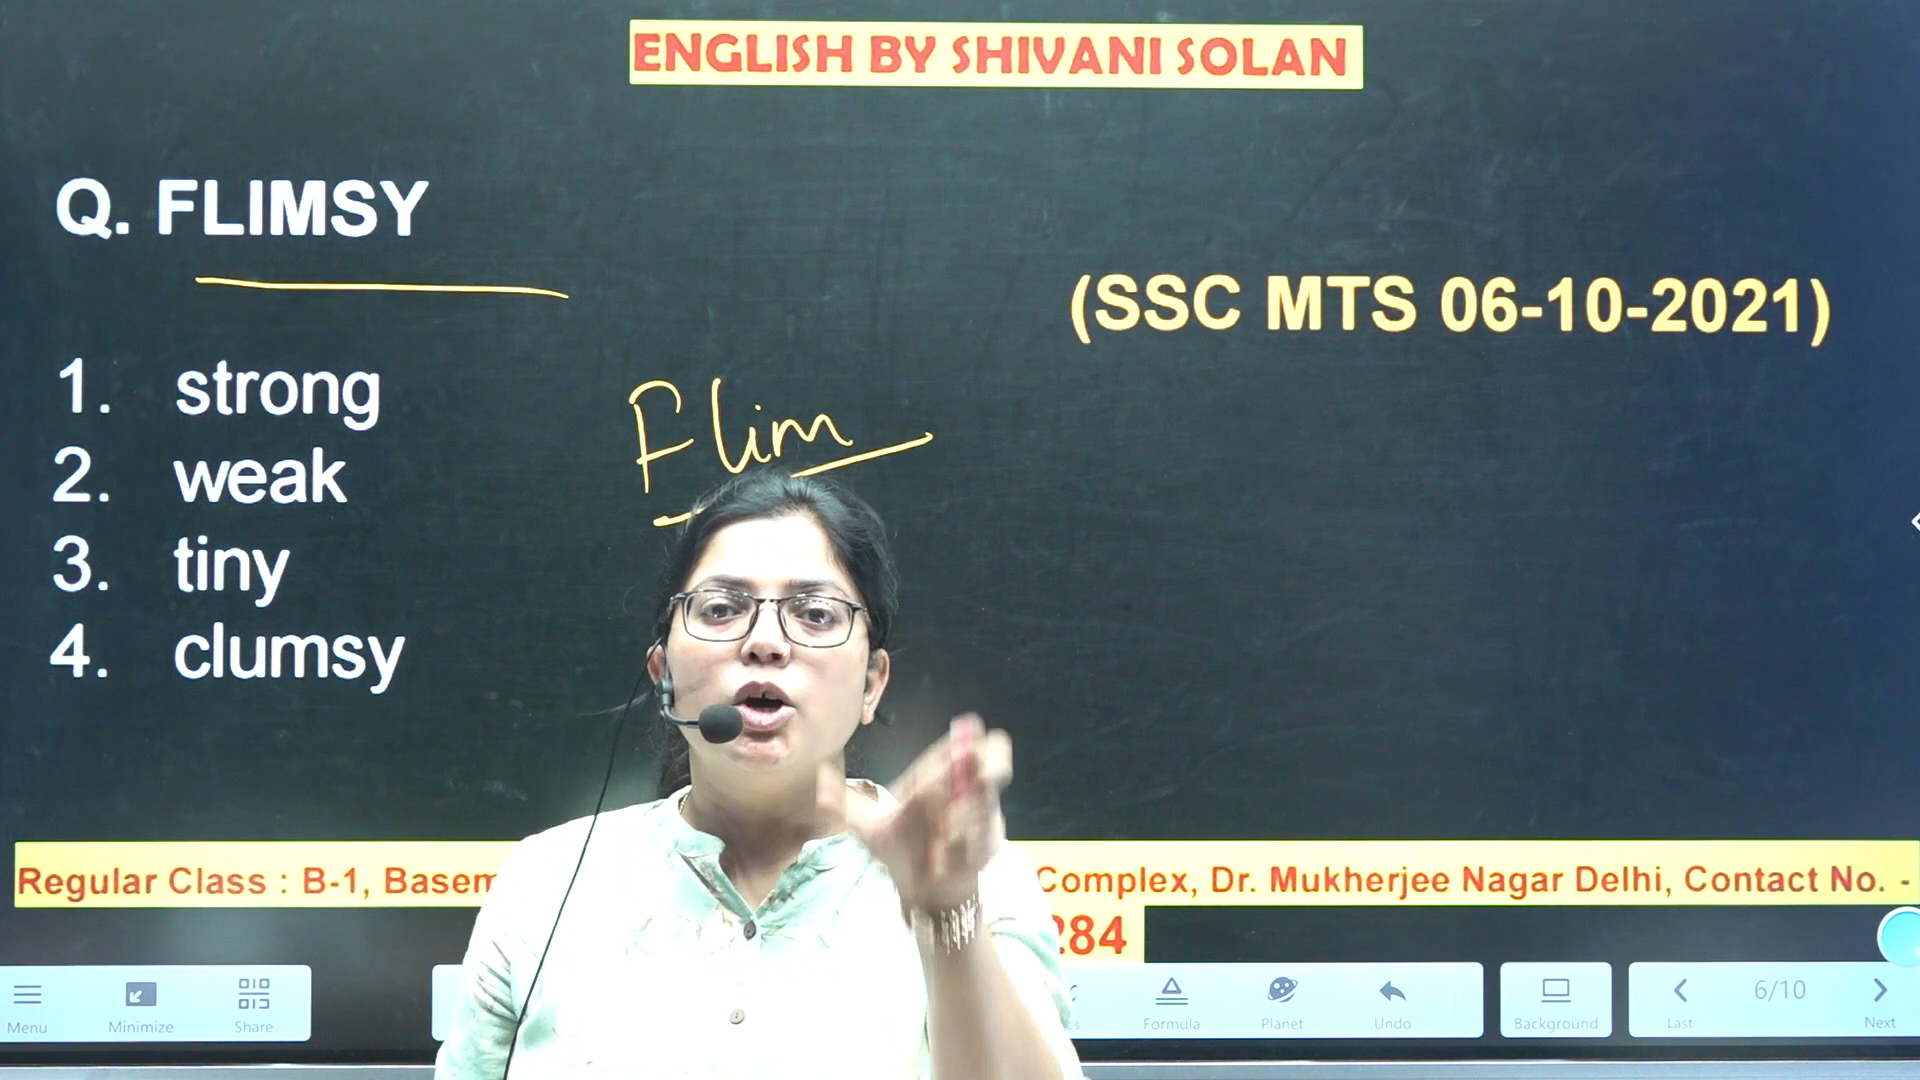 ENGLISH BY SHIVANI SOLAN
Q. FLIMSY
(SSC MTS 06-10-2021)
1. strong
2. weak
3. tiny
4. clumsy
Flim
Regular Class : B-1, Complex, Dr. Mukherjee Nagar Delhi, Contact No. -
284
Menu Minimize Share Formula Planet Undo Background Last 6/10 Next